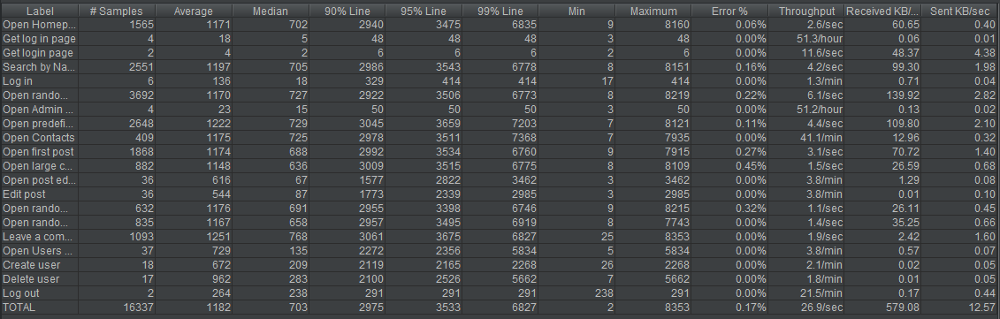 Label # Samples Average Median 90% Line 95% Line 99% Line Min Maximum Error % Throughput Received KB/... Sent KB/sec
Open Homep... 1565 1171 702 2940 3475 6835 9 8160 0.06% 2.6/sec 60.65 0.40
Get log in page 4 18 5 48 48 48 3 48 0.00% 51.3/hour 0.06 0.01
Get login page 2 4 2 6 6 6 2 6 0.00% 11.6/sec 48.37 4.38
Search by Na... 2551 1197 705 2986 3543 6778 8 8151 0.16% 4.2/sec 99.30 1.98
Log in 6 136 18 329 414 414 17 414 0.00% 1.3/min 0.71 0.04
Open rando... 3692 1170 727 2922 3506 6773 8 8219 0.22% 6.1/sec 139.92 2.82
Open Admin ... 4 23 15 50 50 50 3 50 0.00% 51.2/hour 0.13 0.02
Open predefi... 2648 1222 729 3045 3659 7203 7 8121 0.11% 4.4/sec 109.80 2.10
Open Contacts 409 1175 725 2978 3511 7368 7 7935 0.00% 41.1/min 12.96 0.32
Open first post 1868 1174 688 2992 3534 6760 9 7915 0.27% 3.1/sec 70.72 1.40
Open large c... 882 1148 636 3009 3515 6775 8 8109 0.45% 1.5/sec 26.59 0.68
Open post ed... 36 616 67 1577 2822 3462 3 3462 0.00% 3.8/min 1.29 0.08
Edit post 36 544 87 1773 2339 2985 3 2985 0.00% 3.8/min 0.01 0.10
Open rando... 632 1176 691 2955 3398 6746 9 8215 0.32% 1.1/sec 26.11 0.45
Open rando... 835 1167 658 2957 3495 6919 8 7743 0.00% 1.4/sec 35.25 0.66
Leave a com... 1093 1251 768 3061 3675 6827 25 8353 0.00% 1.9/sec 2.42 1.60
Open Users ... 37 729 135 2272 2356 5834 5 5834 0.00% 3.8/min 0.57 0.07
Create user 18 672 209 2119 2165 2268 26 2268 0.00% 2.1/min 0.02 0.05
Delete user 17 962 283 2100 2526 5662 7 5662 0.00% 1.8/min 0.01 0.05
Log out 2 264 238 291 291 291 238 291 0.00% 21.5/min 0.17 0.44
TOTAL 16337 1182 703 2975 3533 6827 2 8353 0.17% 26.9/sec 579.08 12.57